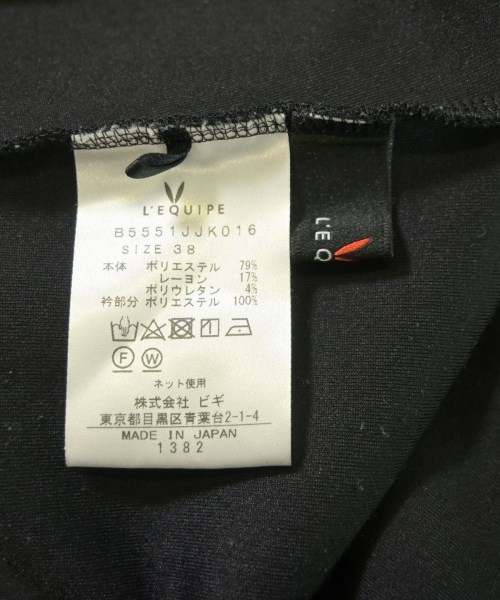 L'EQUIPE
B5551JJK016
SIZE 38
本体 ポリエステル 79%
レーヨン 17%
ポリウレタン 4%
衿部分 ポリエステル 100%
F W
ネット使用
株式会社 ビギ
東京都目黒区青葉台2-1-4
MADE IN JAPAN
1382
L'EQ